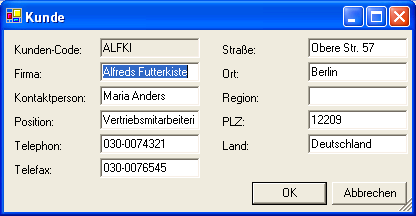 Kunde
Kunden-Code: ALFKI Straße: Obere Str. 57
Firma: Alfreds Futterkiste Ort: Berlin
Kontaktperson: Maria Anders Region:
Position: Vertriebsmitarbeiteri PLZ: 12209
Telephon: 030-0074321 Land: Deutschland
Telefax: 030-0076545
OK Abbrechen